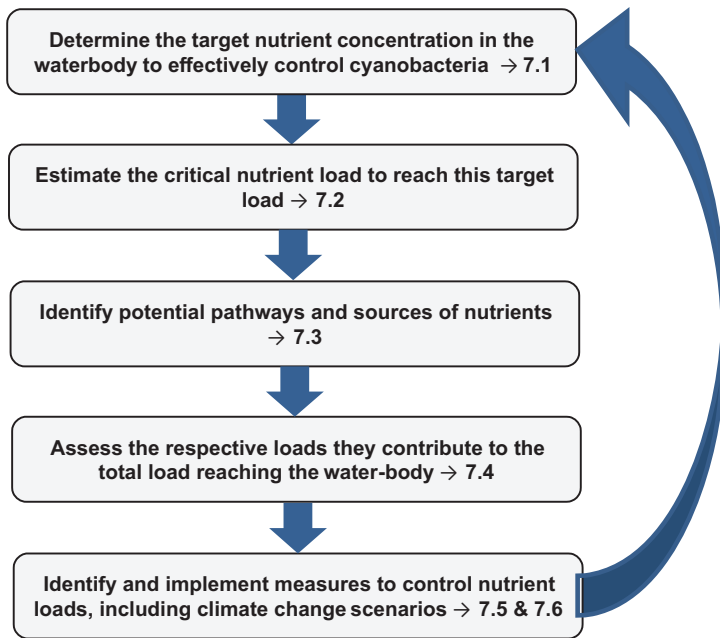 Determine the target nutrient concentration in the
waterbody to effectively control cyanobacteria → 7.1
Estimate the critical nutrient load to reach this target
load → 7.2
Identify potential pathways and sources of nutrients
→ 7.3
Assess the respective loads they contribute to the
total load reaching the water-body → 7.4
Identify and implement measures to control nutrient
loads, including climate change scenarios → 7.5 & 7.6